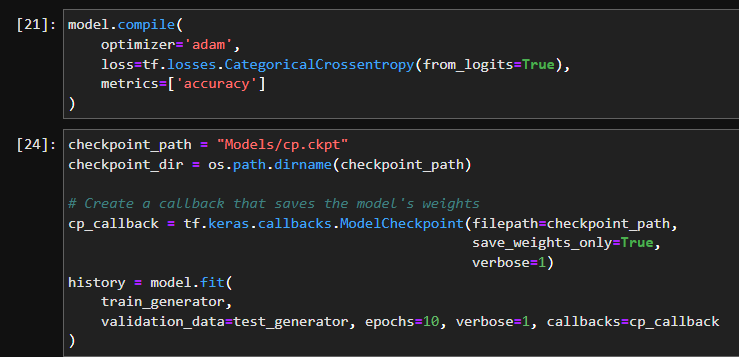 [21]: model.compile(
    optimizer='adam',
    loss=tf.losses.CategoricalCrossentropy(from_logits=True),
    metrics=['accuracy']
)
[24]: checkpoint_path = "Models/cp.ckpt"
checkpoint_dir = os.path.dirname(checkpoint_path)
# Create a callback that saves the model's weights
cp_callback = tf.keras.callbacks.ModelCheckpoint(filepath=checkpoint_path,
                                                 save_weights_only=True,
                                                 verbose=1)
history = model.fit(
    train_generator,
    validation_data=test_generator, epochs=10, verbose=1, callbacks=cp_callback
)